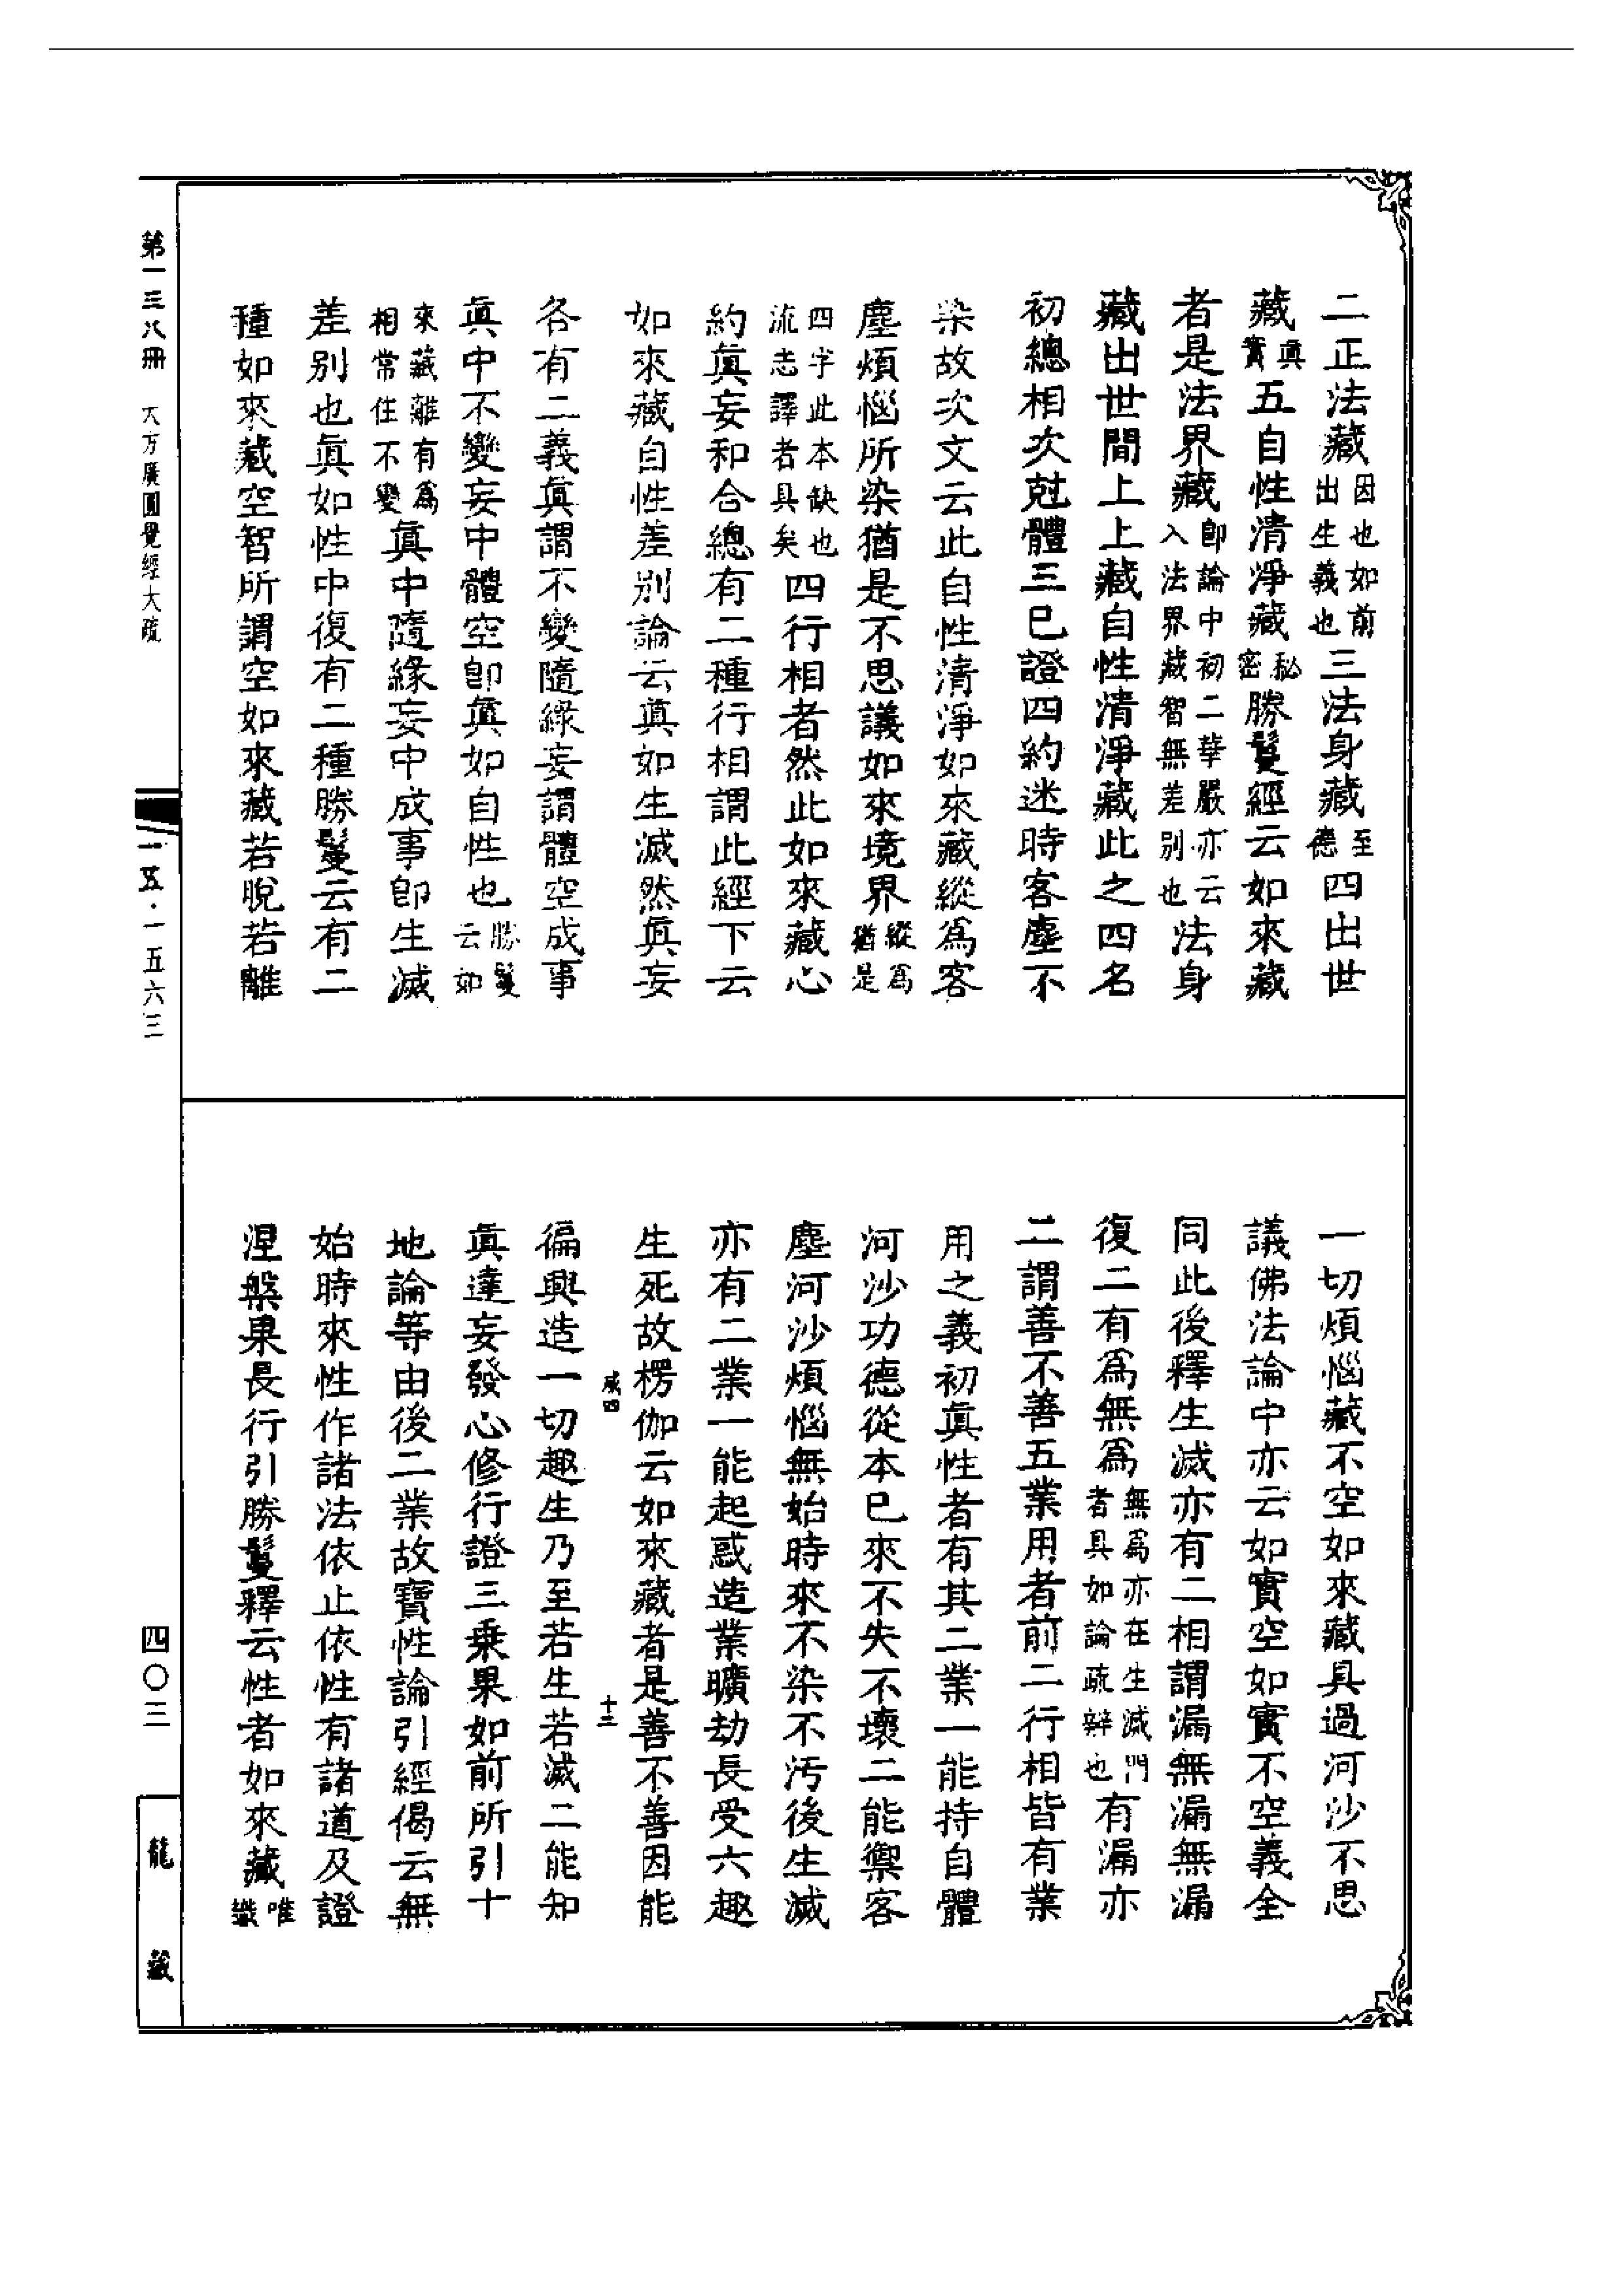 二正法藏因也如前出生義也三法身藏至德四出世
藏眞實五自性清淨藏祕密勝鬘經云如來藏
者是法界藏卽論中初二華嚴亦云入法界藏智無差別也法身
藏出世間上上藏自性清淨藏此之四名
初總相次尅體三已證四約迷時客塵不
染故次文云此自性清淨如來藏縱爲客
塵煩惱所染猶是不思議如來境界縱爲猶是
四字此本缺也流志譯者具矣四行相者然此如來藏心
約眞妄和合總有二種行相謂此經下云
如來藏自性差別論云眞如生滅然眞妄
各有二義眞謂不變隨緣妄謂體空成事
眞中不變妄中體空卽眞如自性也勝鬘云如
來藏離有爲相常住不變眞中隨緣妄中成事卽生滅
差別也眞如性中復有二種勝鬘云有二
種如來藏空智所謂空如來藏若脫若離
一切煩惱藏不空如來藏具過河沙不思
議佛法論中亦云如實空如實不空義全
同此後釋生滅亦有二相謂漏無漏無漏
復二有爲無爲無爲亦在生滅門者具如論疏辯也有漏亦
二謂善不善五業用者前二行相皆有業
用之義初眞性者有其二業一能持自體
河沙功德從本已來不失不壞二能禦客
塵河沙煩惱無始時來不染不污後生滅
亦有二業一能起惑造業曠劫長受六趣
生死故楞伽云如來藏者是善不善因能
咸四 十三
徧興造一切趣生乃至若生若滅二能知
眞達妄發心修行證三乘果如前所引十
地論等由後二業故寶性論引經偈云無
始時來性作諸法依止依性有諸道及證
涅槃果長行引勝鬘釋云性者如來藏唯識
第一三八冊 大方廣圓覺經大疏
一五·一五六三
四〇三
龍藏